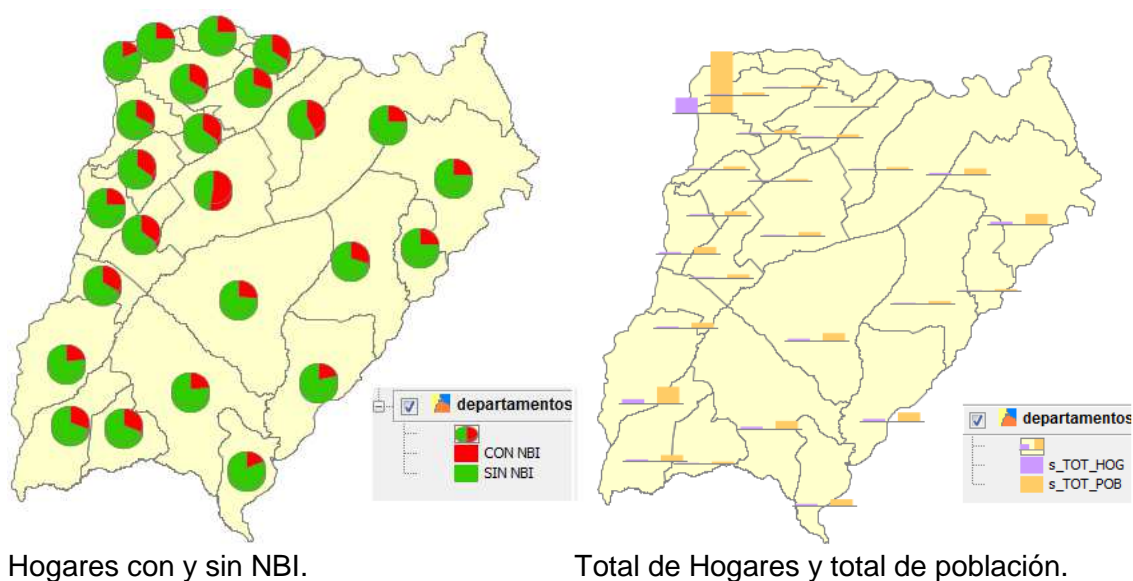 departamentos
CON NBI
SIN NBI
departamentos
s_TOT_HOG
s_TOT_POB
Hogares con y sin NBI.
Total de Hogares y total de población.